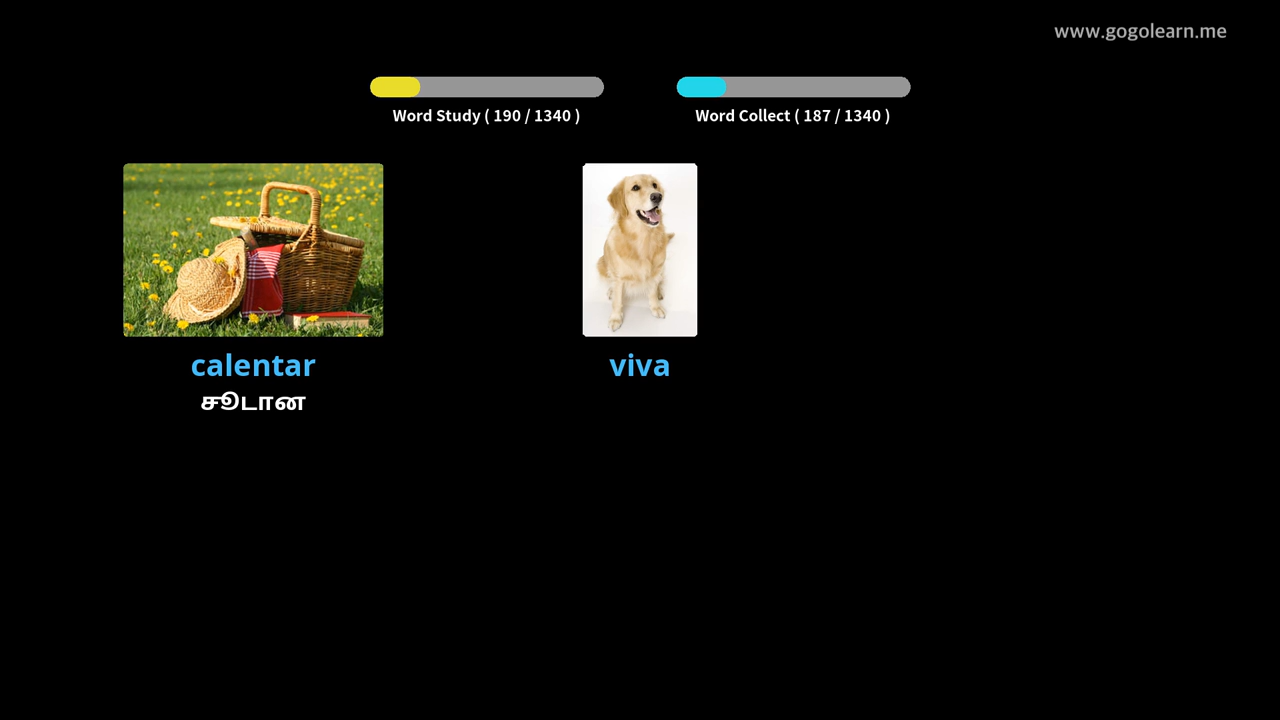 www.gogolearn.me
Word Study ( 190 / 1340 )
Word Collect ( 187 / 1340 )
calentar
சூடான
viva